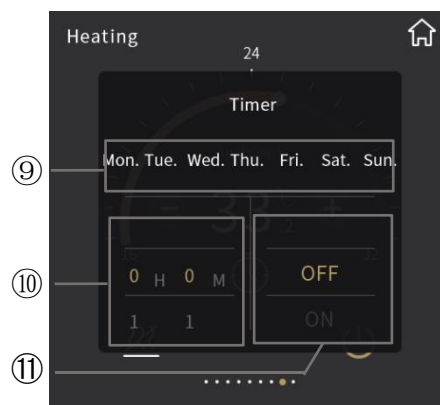 Heating
24
Timer
⑨ Mon. Tue. Wed. Thu. Fri. Sat. Sun.
33
⑩ 0 H 0 M OFF
1 1 ON
⑪